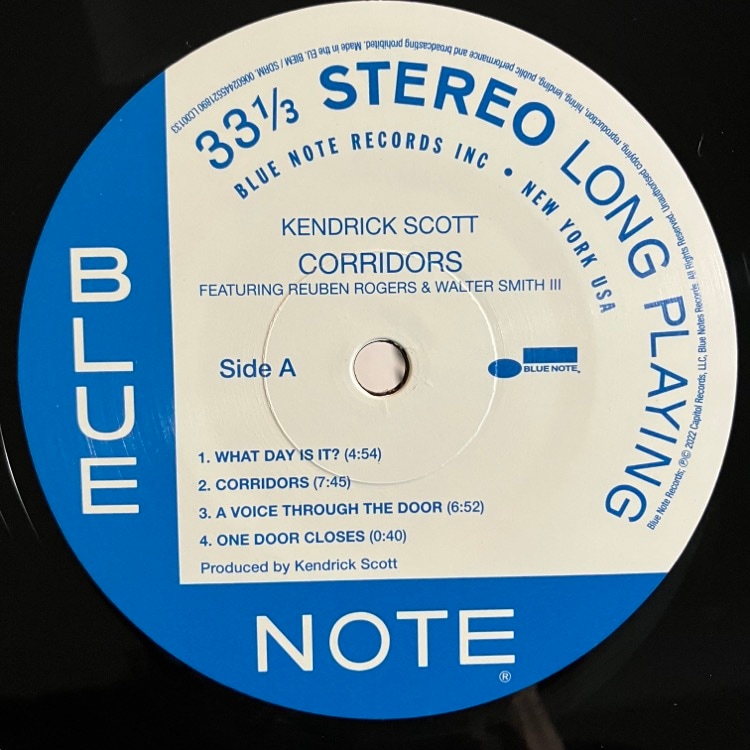 33⅓ STEREO LONG PLAYING
BLUE NOTE RECORDS INC • NEW YORK USA
KENDRICK SCOTT
CORRIDORS
FEATURING REUBEN ROGERS & WALTER SMITH III
Side A
BLUE NOTE
1. WHAT DAY IS IT? (4:54)
2. CORRIDORS (7:45)
3. A VOICE THROUGH THE DOOR (6:52)
4. ONE DOOR CLOSES (0:40)
Produced by Kendrick Scott
BLUE
NOTE®
Blue Note Records; ℗© 2022 Capitol Records, LLC, Blue Notes Records All Rights Reserved. Unauthorised copying, reproduction, hiring, lending, public performance and broadcasting prohibited. Made in the EU. BIEM / SDRM. 00602445521890 LC00133